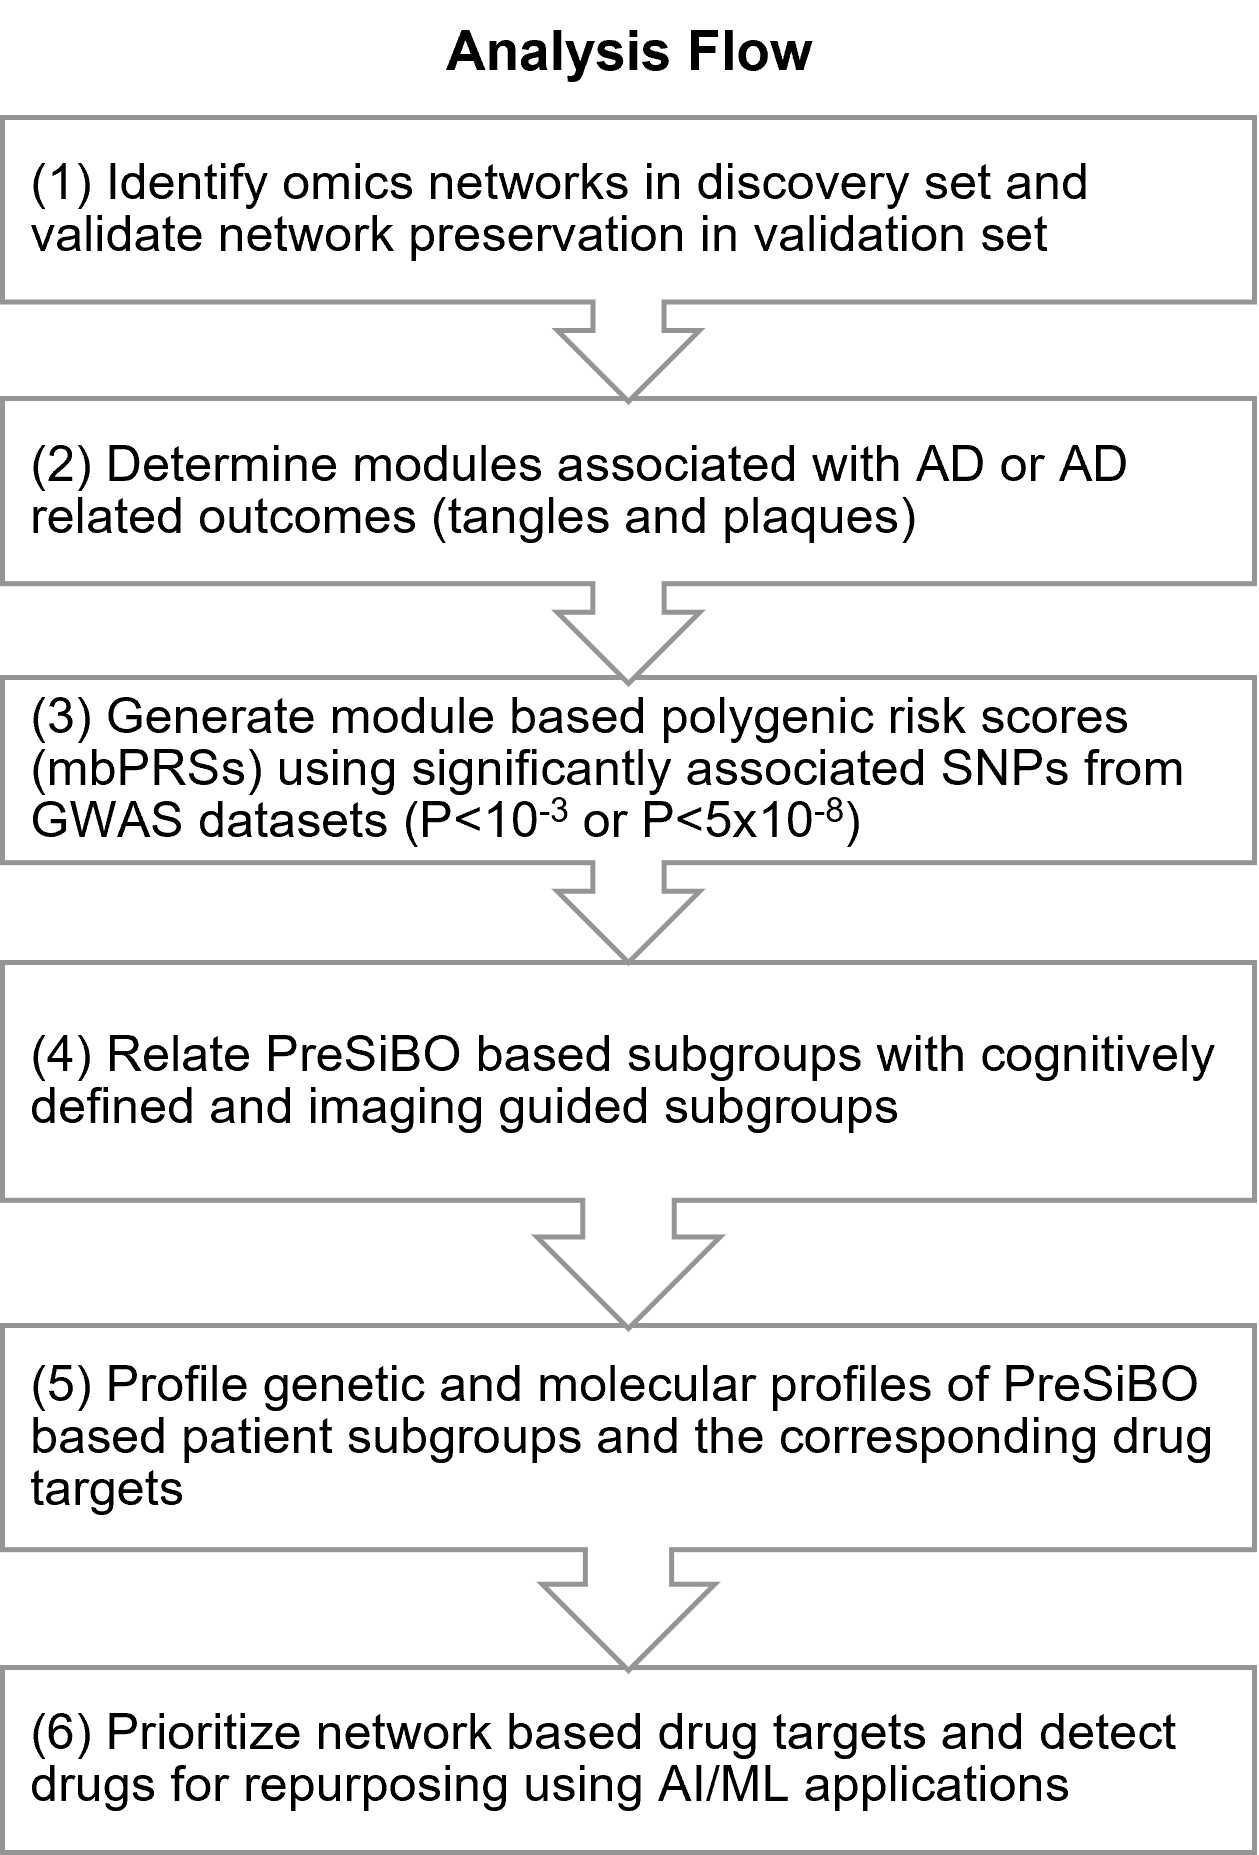 Analysis Flow
(1) Identify omics networks in discovery set and
validate network preservation in validation set
(2) Determine modules associated with AD or AD
related outcomes (tangles and plaques)
(3) Generate module based polygenic risk scores
(mbPRSs) using significantly associated SNPs from
GWAS datasets (P<10⁻³ or P<5x10⁻⁸)
(4) Relate PreSiBO based subgroups with cognitively
defined and imaging guided subgroups
(5) Profile genetic and molecular profiles of PreSiBO
based patient subgroups and the corresponding drug
targets
(6) Prioritize network based drug targets and detect
drugs for repurposing using AI/ML applications